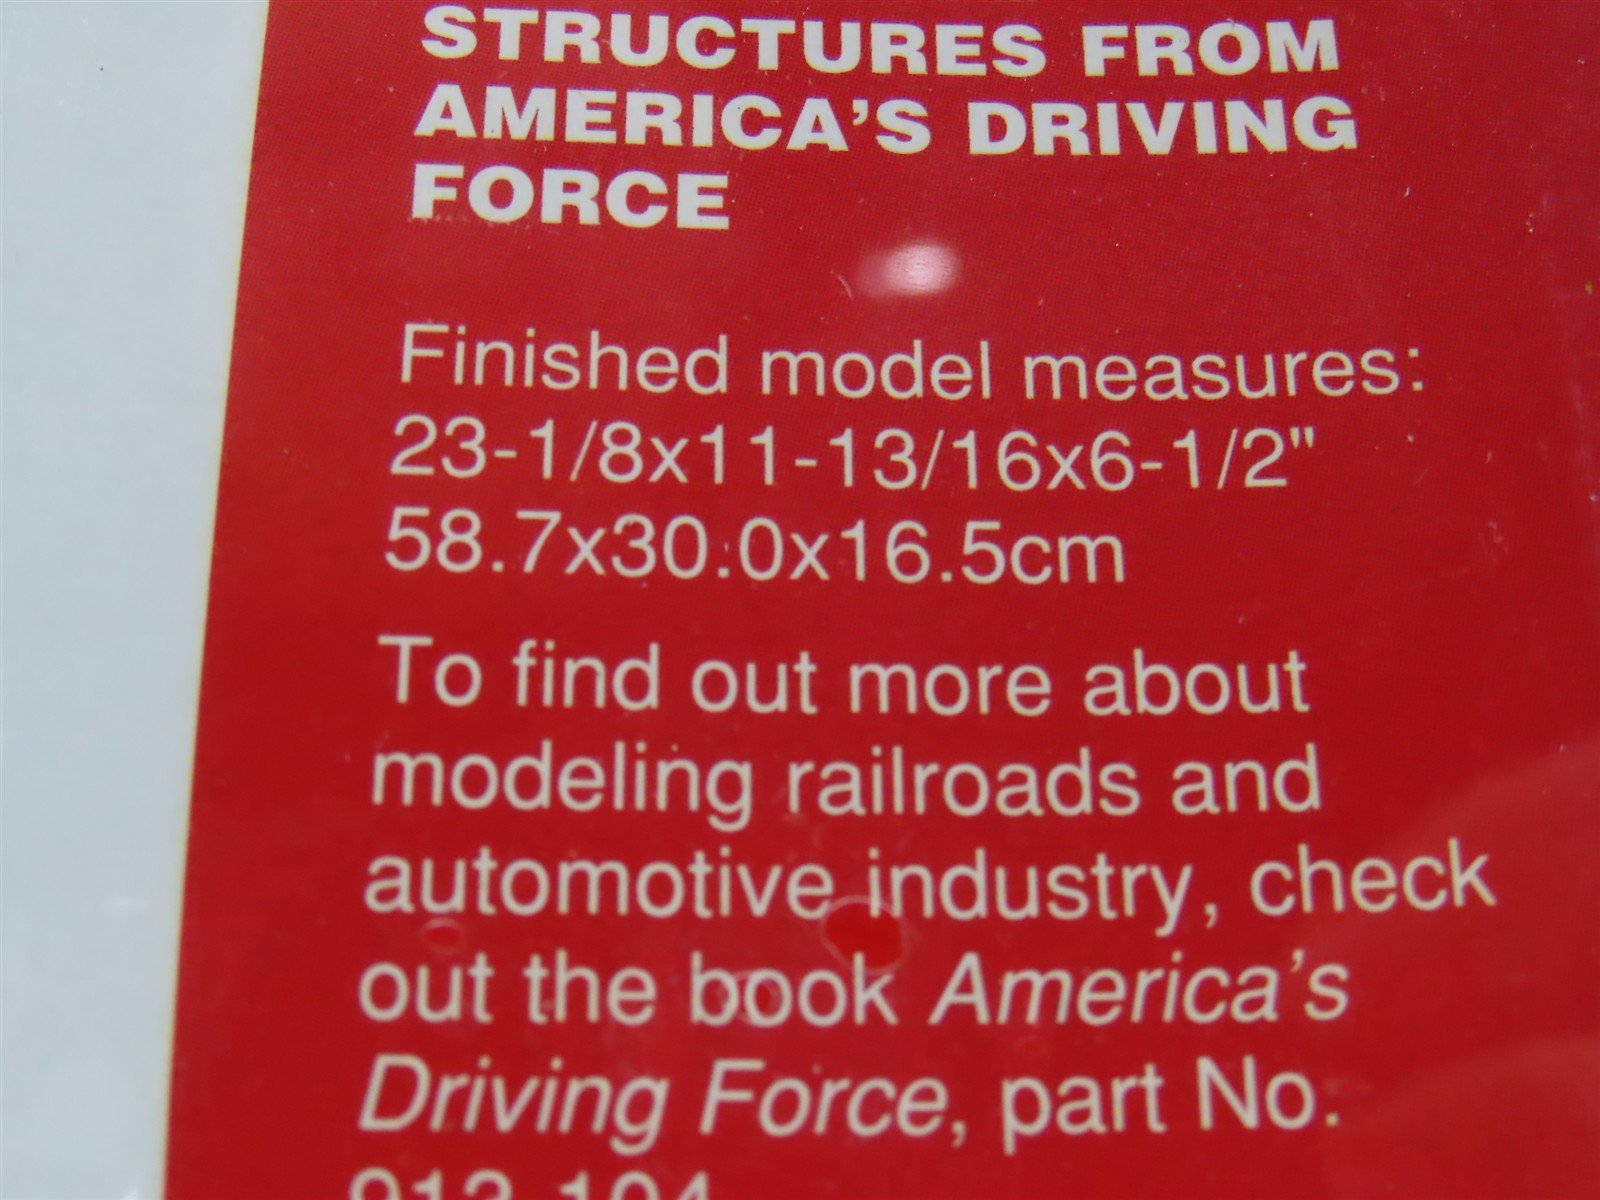 STRUCTURES FROM
AMERICA'S DRIVING
FORCE
Finished model measures:
23-1/8x11-13/16x6-1/2"
58.7x30.0x16.5cm
To find out more about
modeling railroads and
automotive industry, check
out the book America's
Driving Force, part No.
913-104